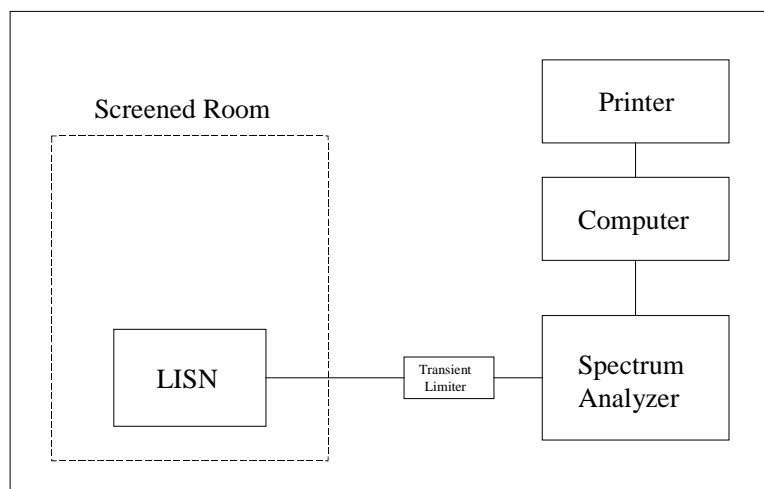 Screened Room
Printer
Computer
LISN
Transient
Limiter
Spectrum
Analyzer